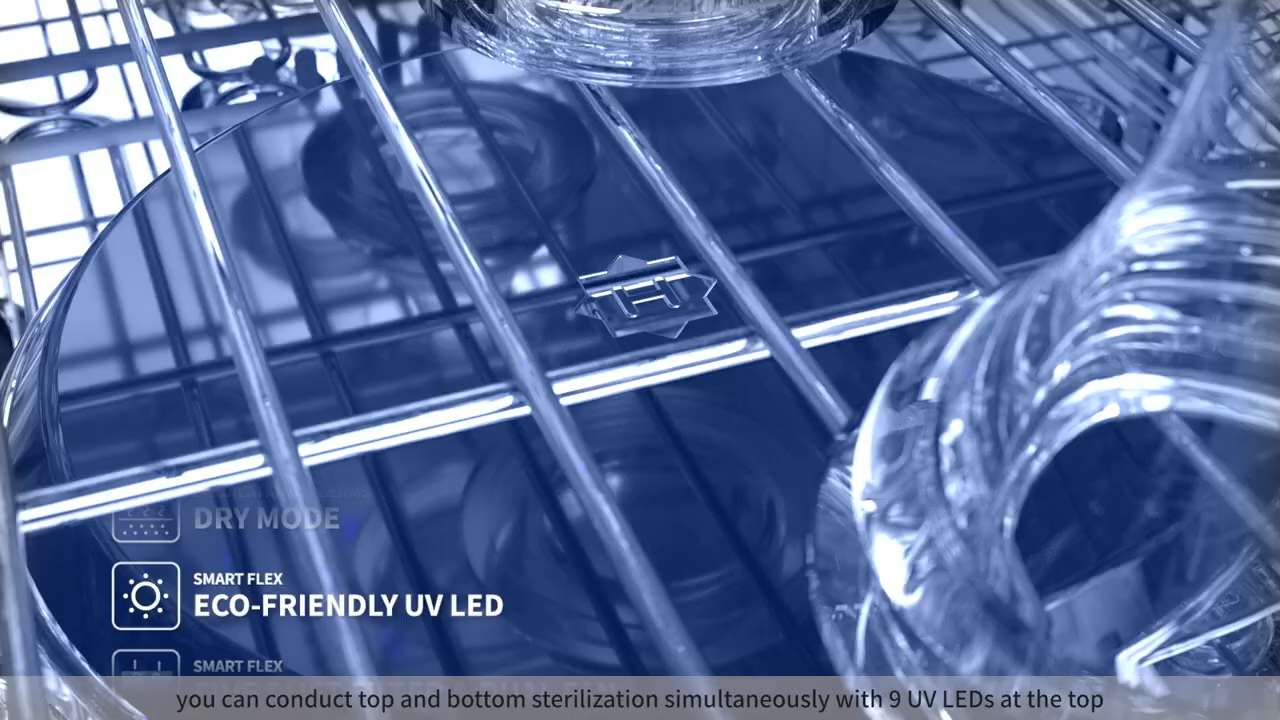 DRY MODE
SMART FLEX
ECO-FRIENDLY UV LED
SMART FLEX
you can conduct top and bottom sterilization simultaneously with 9 UV LEDs at the top